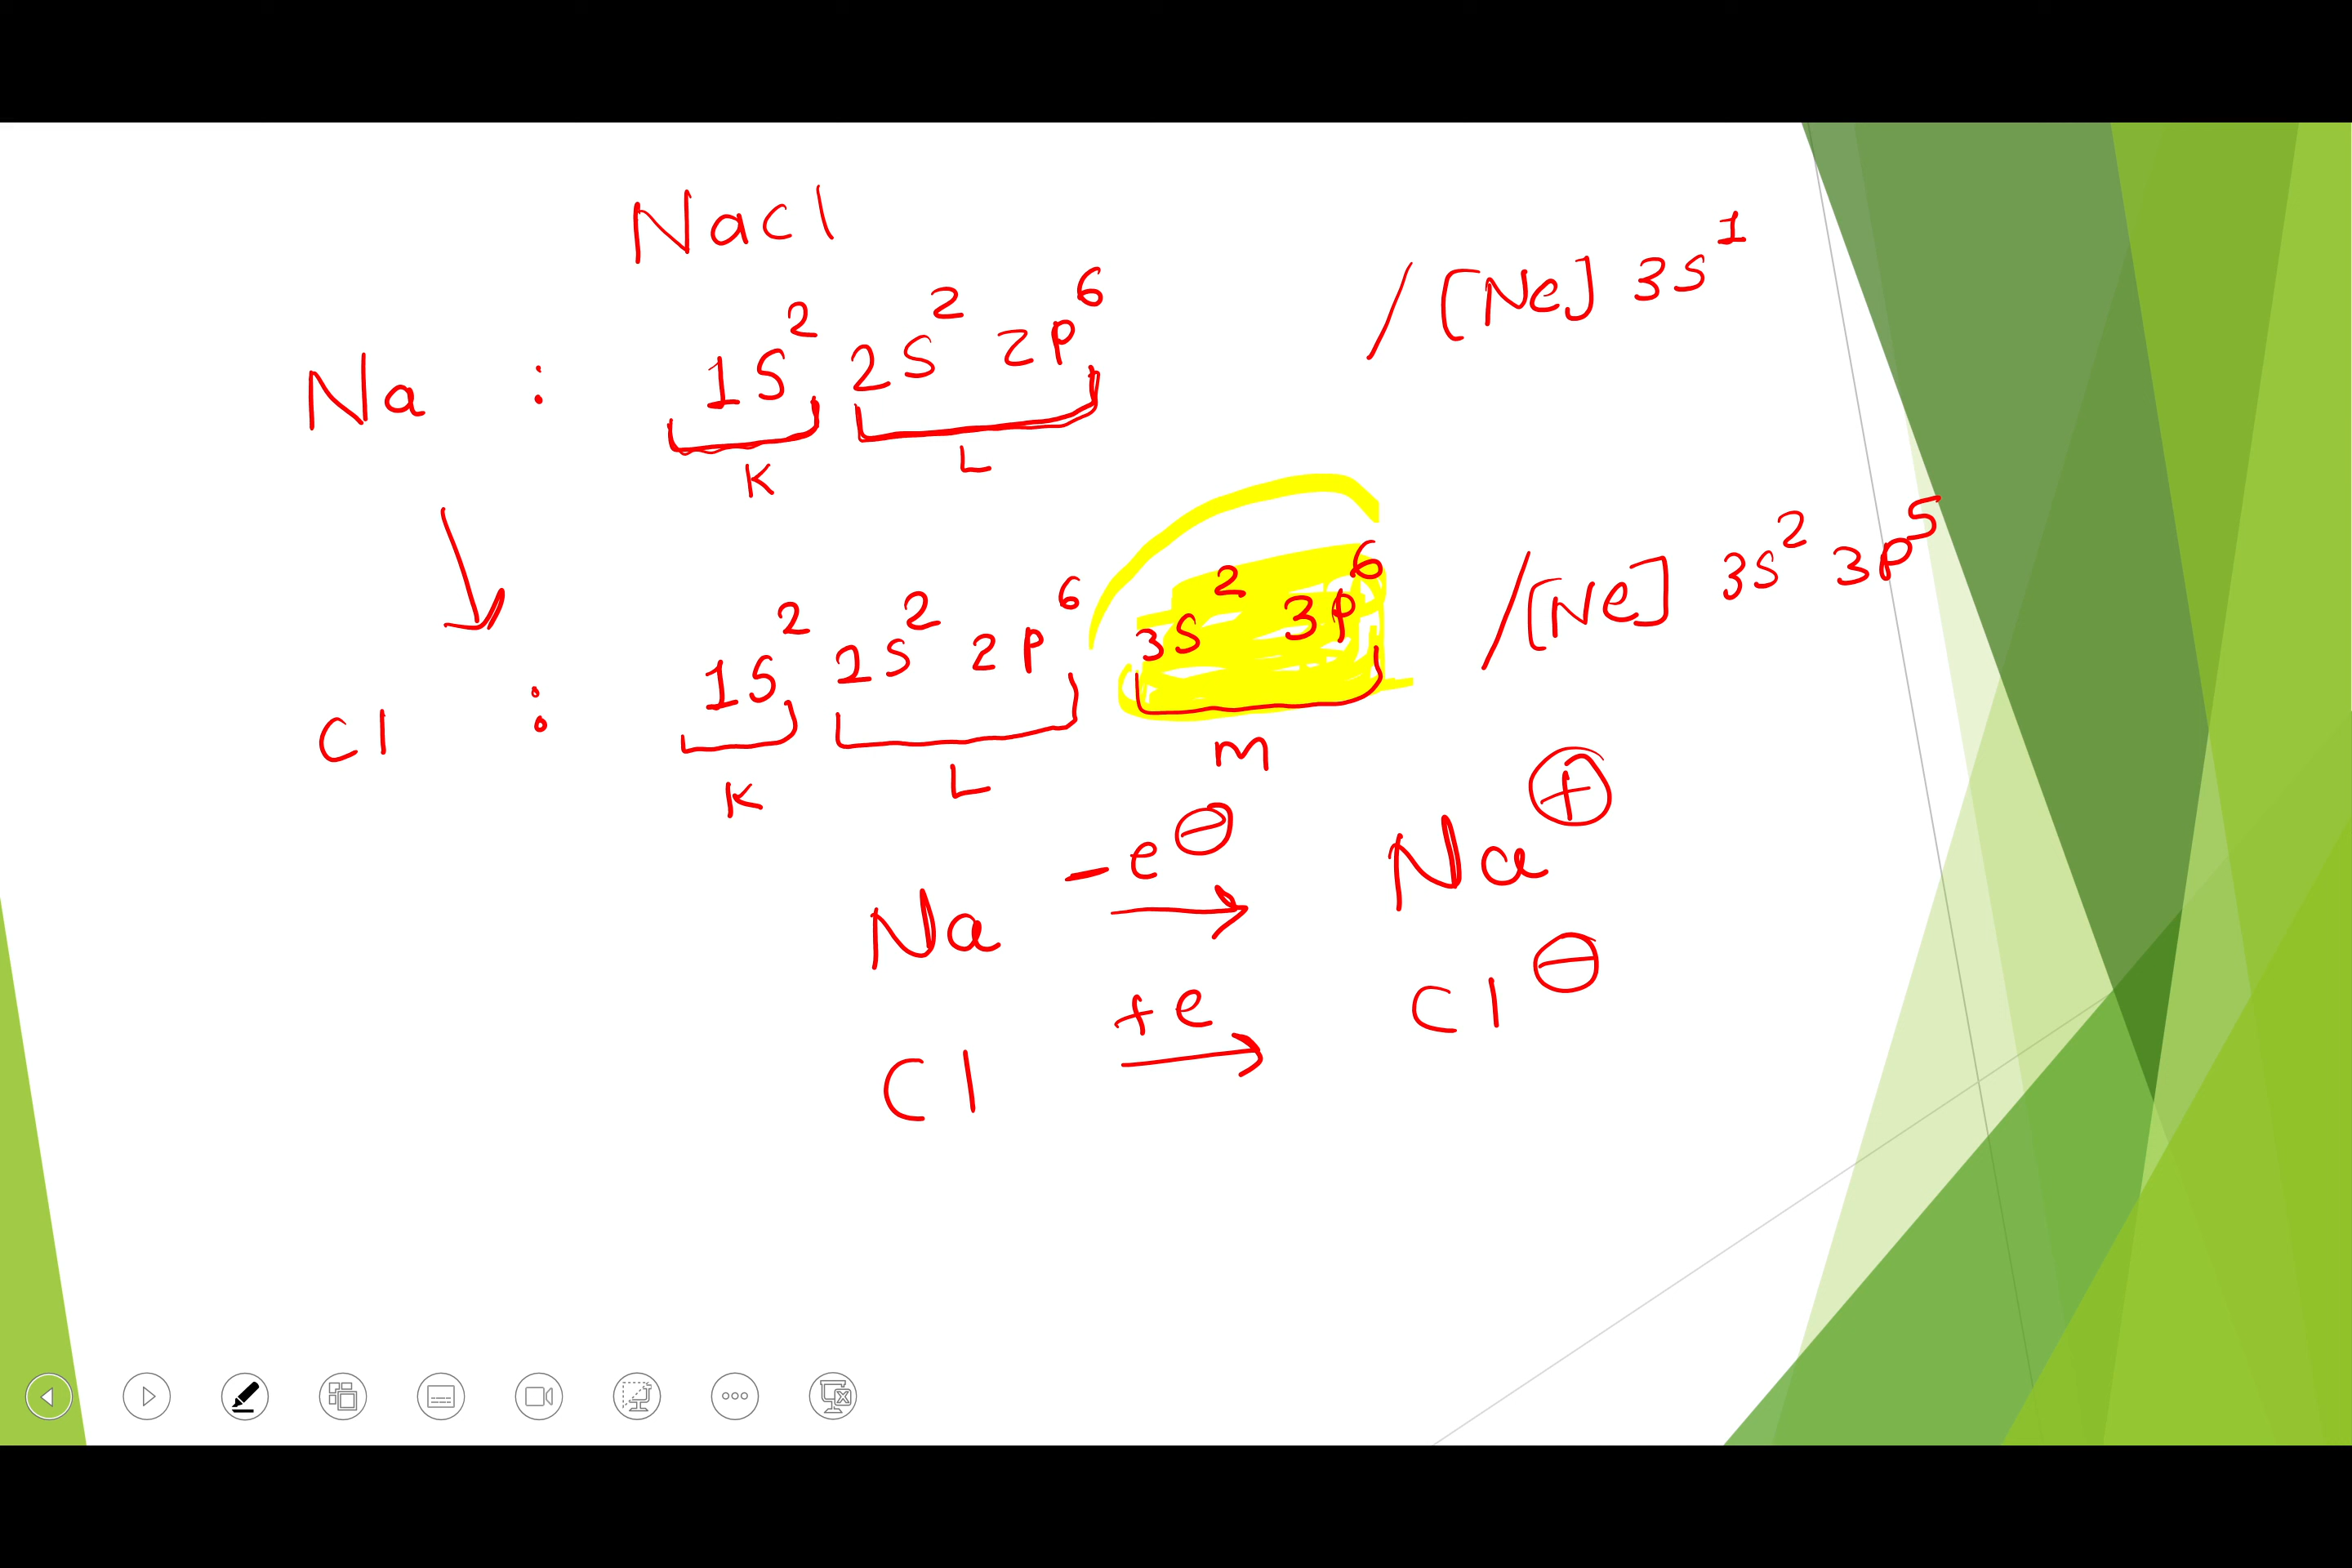 NaCl
Na : 1s² 2s² 2p⁶ / [Ne] 3s¹
K L
Cl : 1s² 2s² 2p⁶ 3s² 3p⁶ / [Ne] 3s² 3p⁵
K L M
Na -e⊖ → Na⊕
Cl +e → Cl⊖